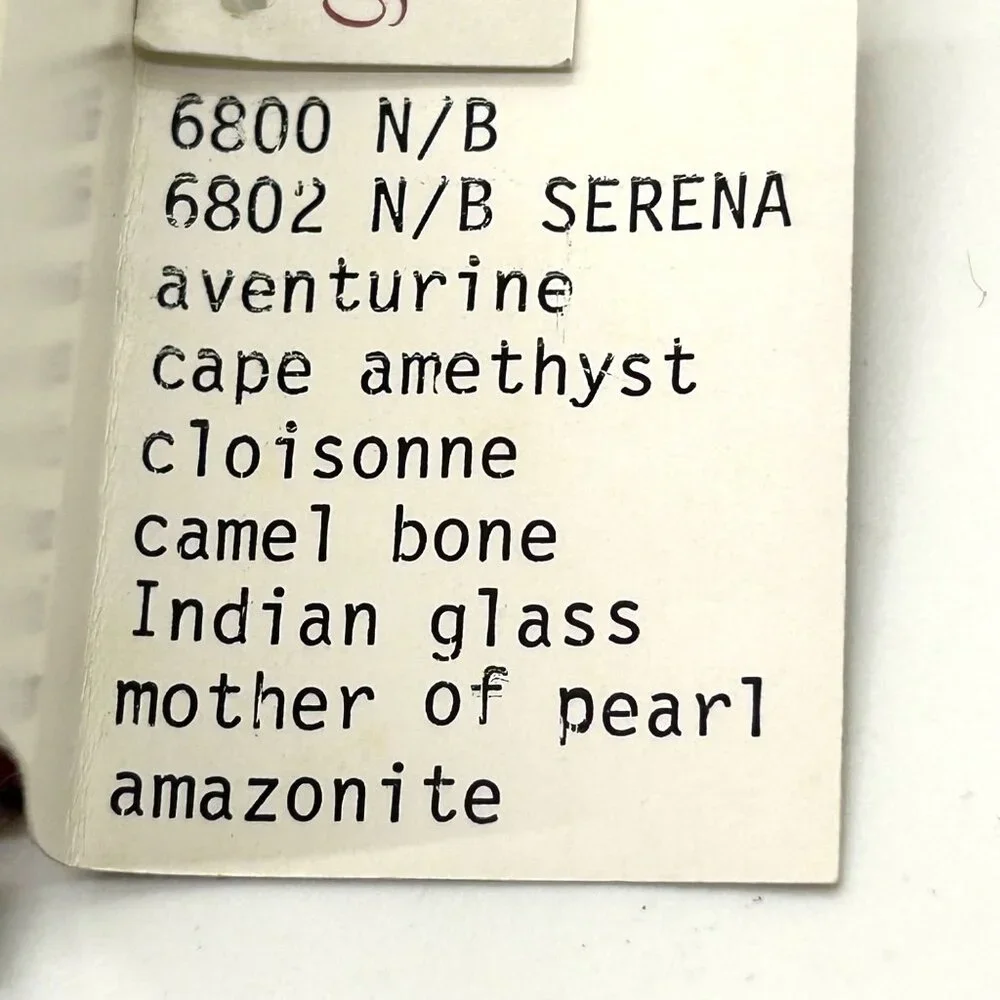 6800 N/B
6802 N/B SERENA
aventurine
cape amethyst
cloisonne
camel bone
Indian glass
mother of pearl
amazonite